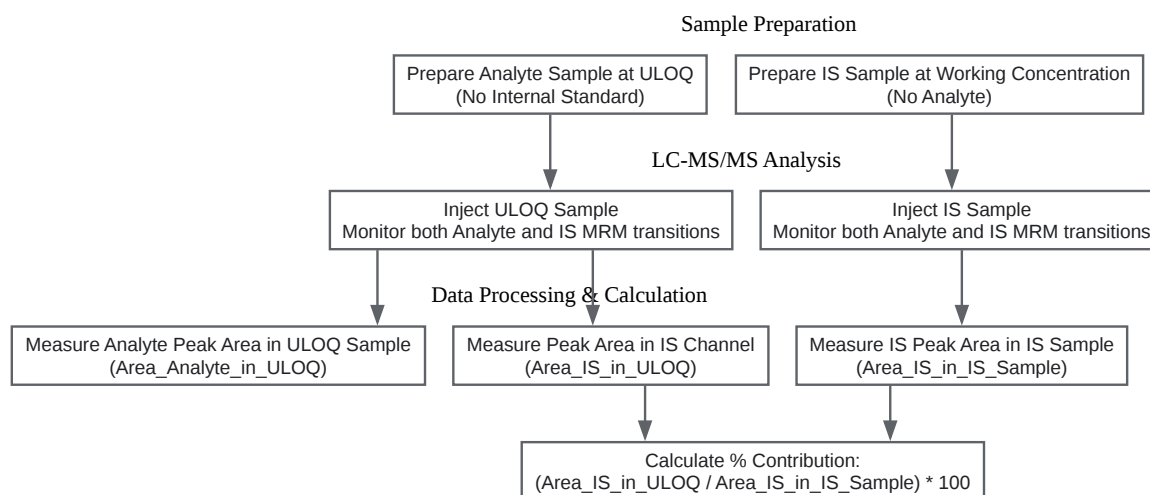 Sample Preparation
Prepare Analyte Sample at ULOQ
(No Internal Standard)
Prepare IS Sample at Working Concentration
(No Analyte)
LC-MS/MS Analysis
Inject ULOQ Sample
Monitor both Analyte and IS MRM transitions
Inject IS Sample
Monitor both Analyte and IS MRM transitions
Data Processing & Calculation
Measure Analyte Peak Area in ULOQ Sample
(Area_Analyte_in_ULOQ)
Measure Peak Area in IS Channel
(Area_IS_in_ULOQ)
Measure IS Peak Area in IS Sample
(Area_IS_in_IS_Sample)
Calculate % Contribution:
(Area_IS_in_ULOQ / Area_IS_in_IS_Sample) * 100